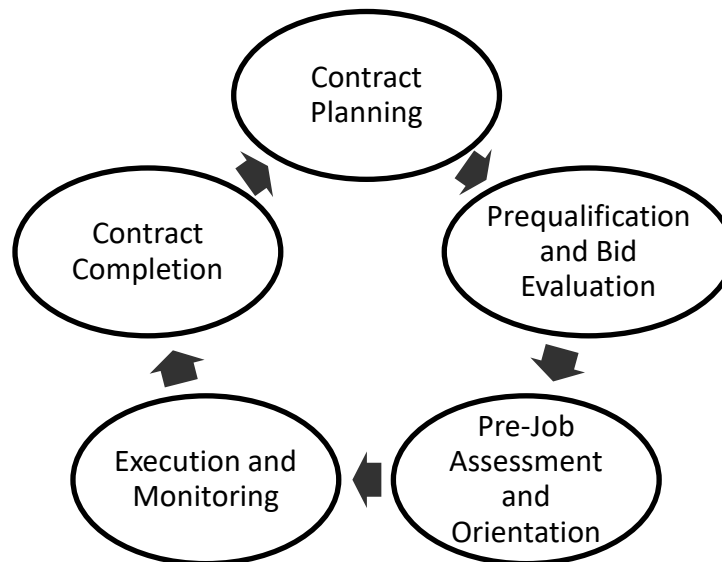 Contract
Planning
Prequalification
and Bid
Evaluation
Pre-Job
Assessment
and
Orientation
Execution and
Monitoring
Contract
Completion